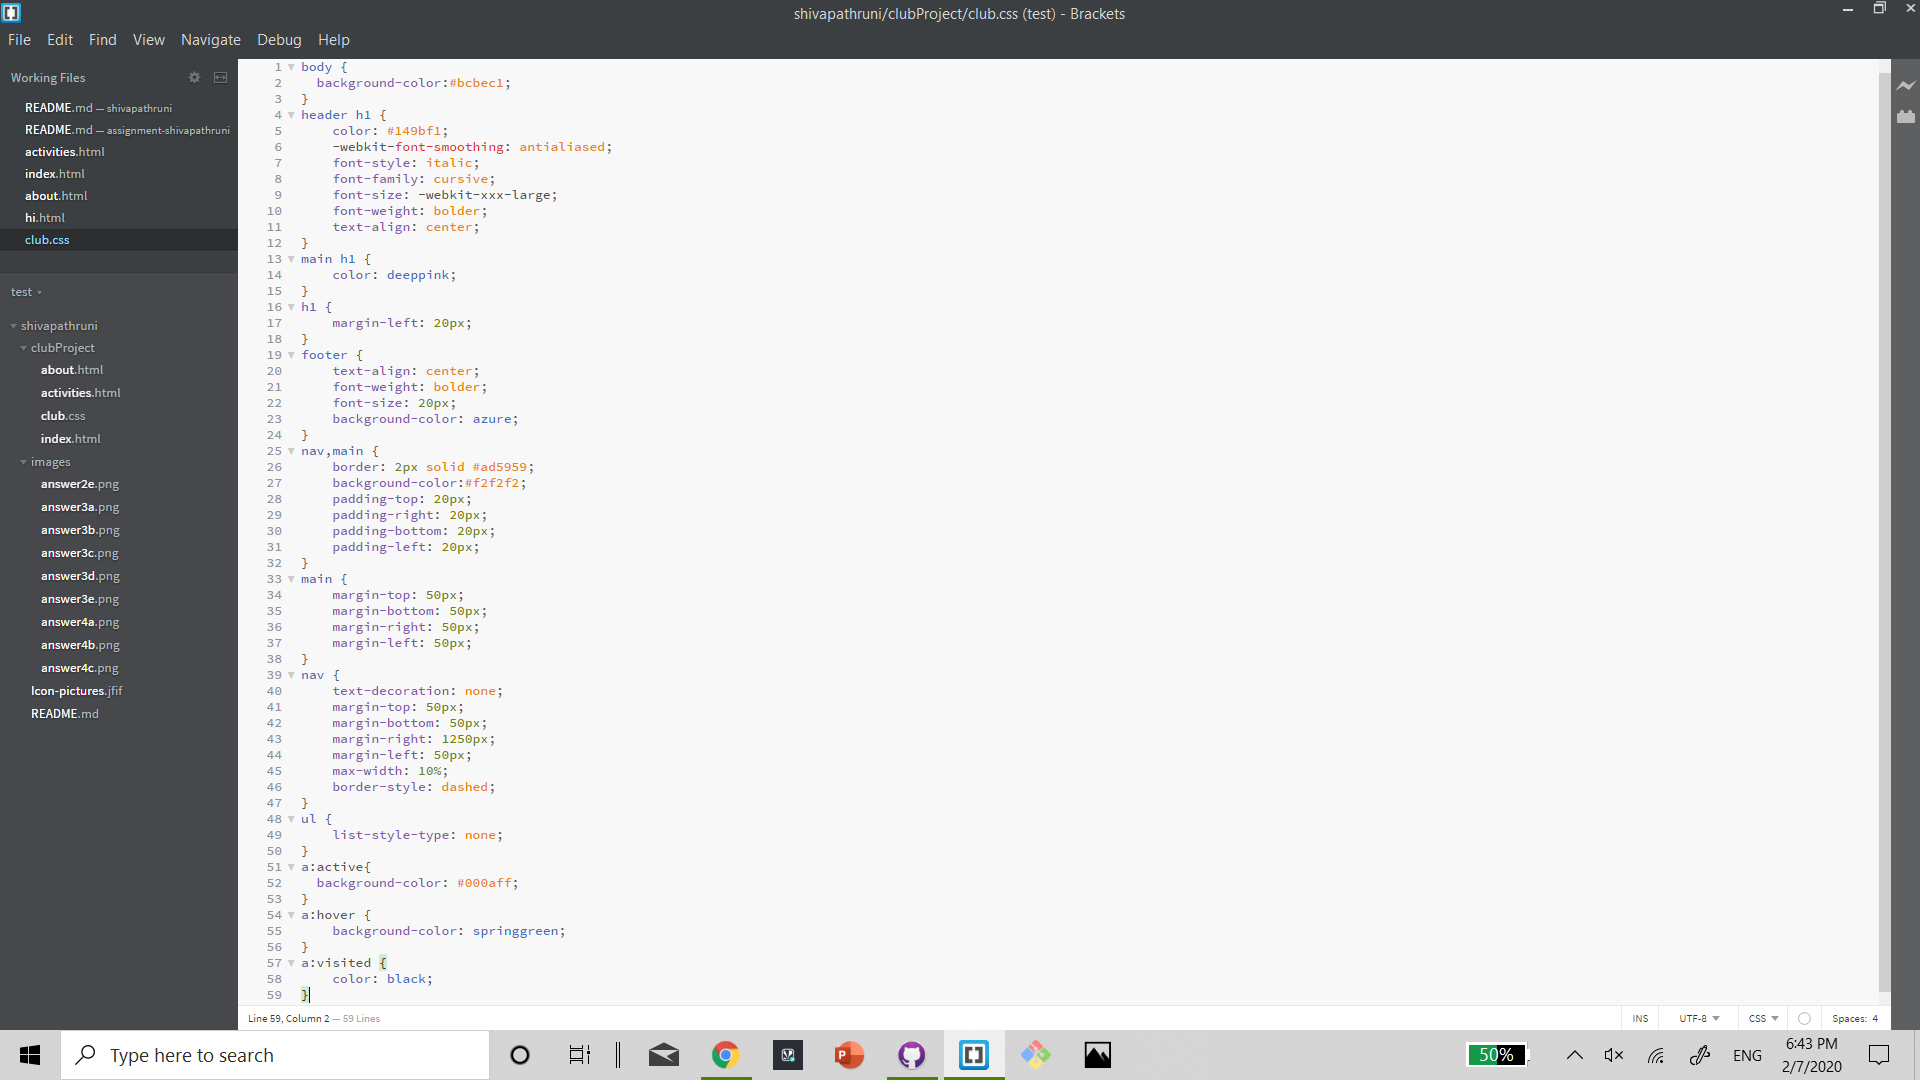 shivapathruni/clubProject/club.css (test) - Brackets
File Edit Find View Navigate Debug Help
Working Files
README.md — shivapathruni
README.md — assignment-shivapathruni
activities.html
index.html
about.html
hi.html
club.css
test
shivapathruni
clubProject
about.html
activities.html
club.css
index.html
images
answer2e.png
answer3a.png
answer3b.png
answer3c.png
answer3d.png
answer3e.png
answer4a.png
answer4b.png
answer4c.png
Icon-pictures.jfif
README.md
1 body {
2   background-color:#bcbec1;
3 }
4 header h1 {
5     color: #149bf1;
6     -webkit-font-smoothing: antialiased;
7     font-style: italic;
8     font-family: cursive;
9     font-size: -webkit-xxx-large;
10     font-weight: bolder;
11     text-align: center;
12 }
13 main h1 {
14     color: deeppink;
15 }
16 h1 {
17     margin-left: 20px;
18 }
19 footer {
20     text-align: center;
21     font-weight: bolder;
22     font-size: 20px;
23     background-color: azure;
24 }
25 nav,main {
26     border: 2px solid #ad5959;
27     background-color:#f2f2f2;
28     padding-top: 20px;
29     padding-right: 20px;
30     padding-bottom: 20px;
31     padding-left: 20px;
32 }
33 main {
34     margin-top: 50px;
35     margin-bottom: 50px;
36     margin-right: 50px;
37     margin-left: 50px;
38 }
39 nav {
40     text-decoration: none;
41     margin-top: 50px;
42     margin-bottom: 50px;
43     margin-right: 1250px;
44     margin-left: 50px;
45     max-width: 10%;
46     border-style: dashed;
47 }
48 ul {
49     list-style-type: none;
50 }
51 a:active{
52   background-color: #000aff;
53 }
54 a:hover {
55     background-color: springgreen;
56 }
57 a:visited {
58     color: black;
59 }
Line 59, Column 2 — 59 Lines
INS UTF-8 CSS Spaces: 4
Type here to search
50%
ENG
6:43 PM
2/7/2020